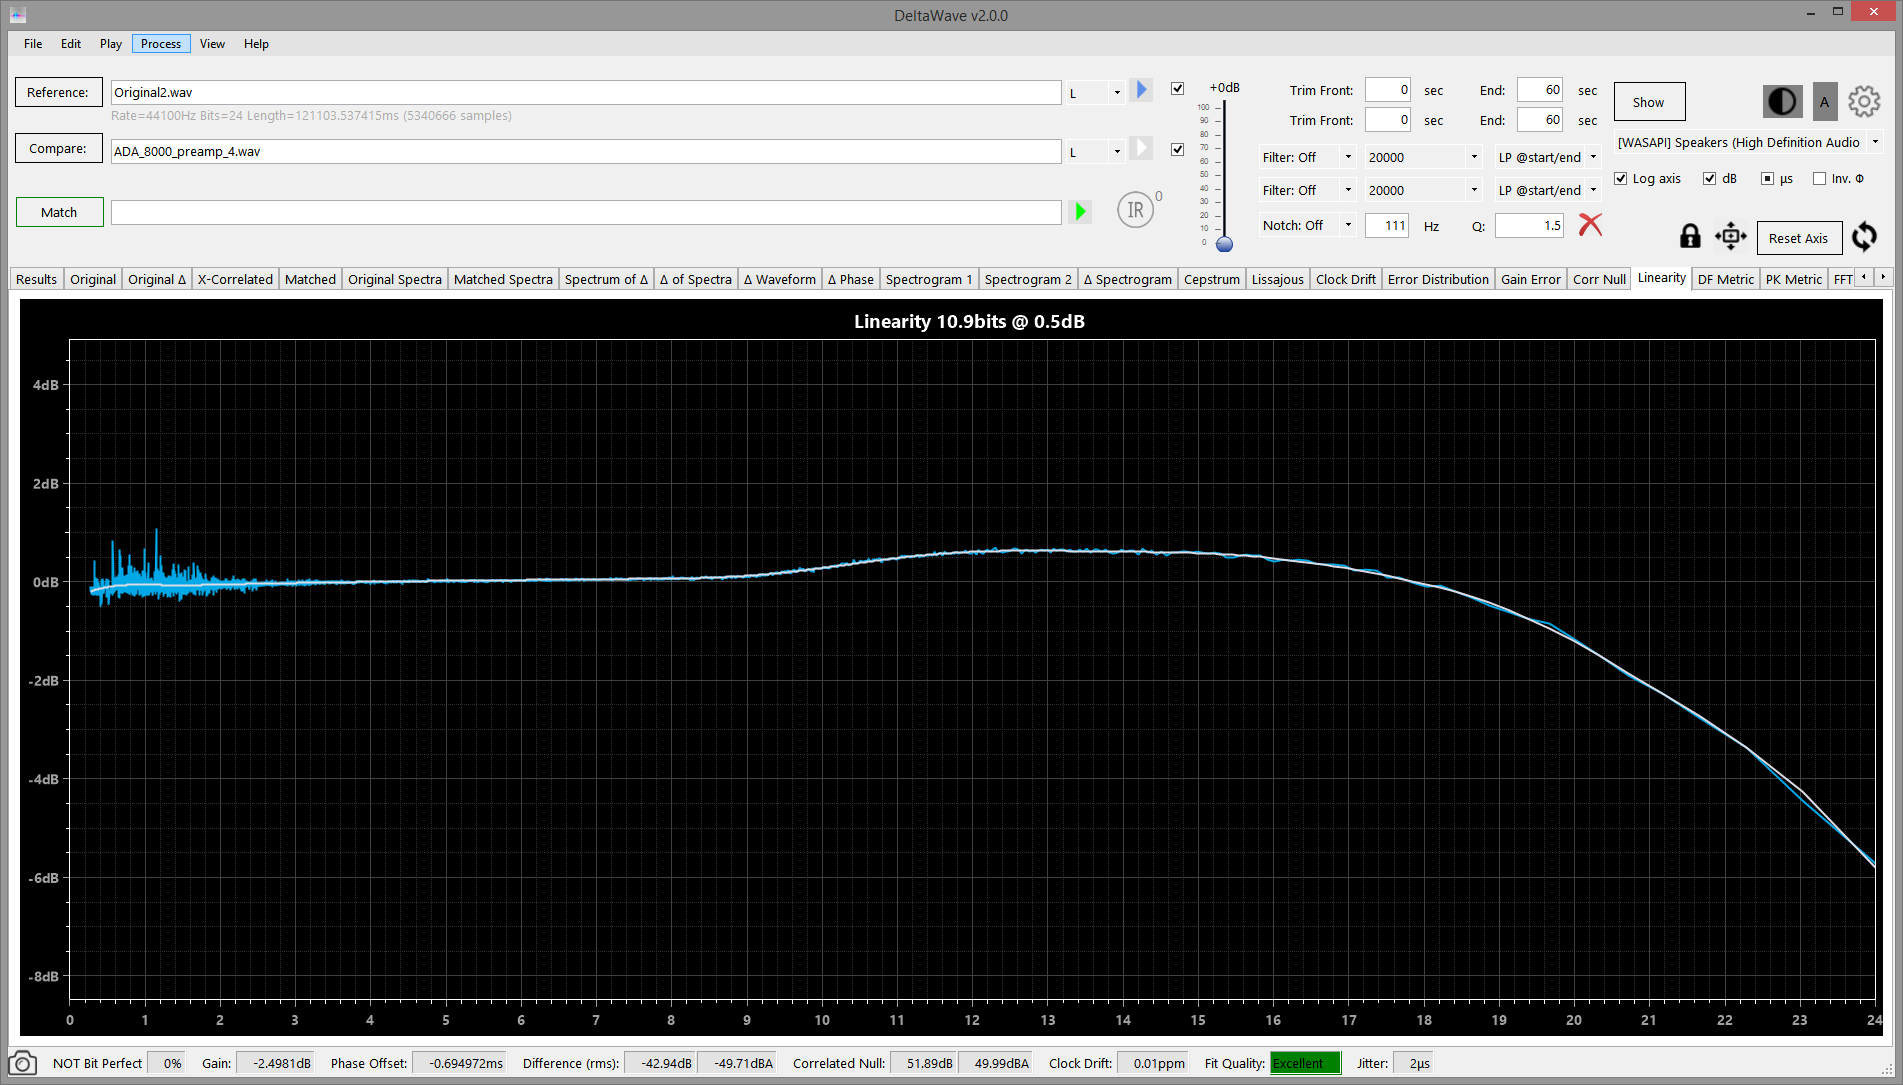 DeltaWave v2.0.0
File Edit Play Process View Help
Reference: Original2.wav L +0dB Trim Front: 0 sec End: 60 sec Show A
Rate=44100Hz Bits=24 Length=121103.537415ms (5340666 samples)
Trim Front: 0 sec End: 60 sec
Compare: ADA_8000_preamp_4.wav L
[WASAPI] Speakers (High Definition Audio
Filter: Off 20000 LP @start/end
Log axis dB µs Inv. Φ
Filter: Off 20000 LP @start/end
Match IR 0
Notch: Off 111 Hz Q: 1.5
Reset Axis
100
90
80
70
60
50
40
30
20
10
0
Results Original Original Δ X-Correlated Matched Original Spectra Matched Spectra Spectrum of Δ Δ of Spectra Δ Waveform Δ Phase Spectrogram 1 Spectrogram 2 Δ Spectrogram Cepstrum Lissajous Clock Drift Error Distribution Gain Error Corr Null Linearity DF Metric PK Metric FFT
Linearity 10.9bits @ 0.5dB
4dB
2dB
0dB
-2dB
-4dB
-6dB
-8dB
0 1 2 3 4 5 6 7 8 9 10 11 12 13 14 15 16 17 18 19 20 21 22 23 24
NOT Bit Perfect 0% Gain: -2.4981dB Phase Offset: -0.694972ms Difference (rms): -42.94dB -49.71dBA Correlated Null: 51.89dB 49.99dBA Clock Drift: 0.01ppm Fit Quality: Excellent Jitter: 2µs